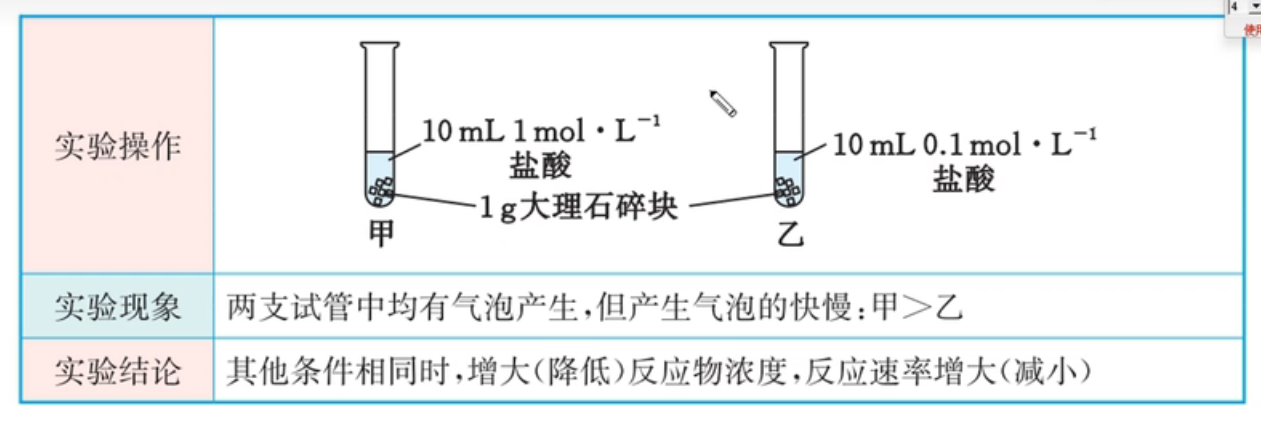 4
使用
实验操作
10 mL 1 mol·L⁻¹
盐酸
10 mL 0.1 mol·L⁻¹
盐酸
1 g大理石碎块
甲
乙
实验现象
两支试管中均有气泡产生,但产生气泡的快慢:甲>乙
实验结论
其他条件相同时,增大(降低)反应物浓度,反应速率增大(减小)